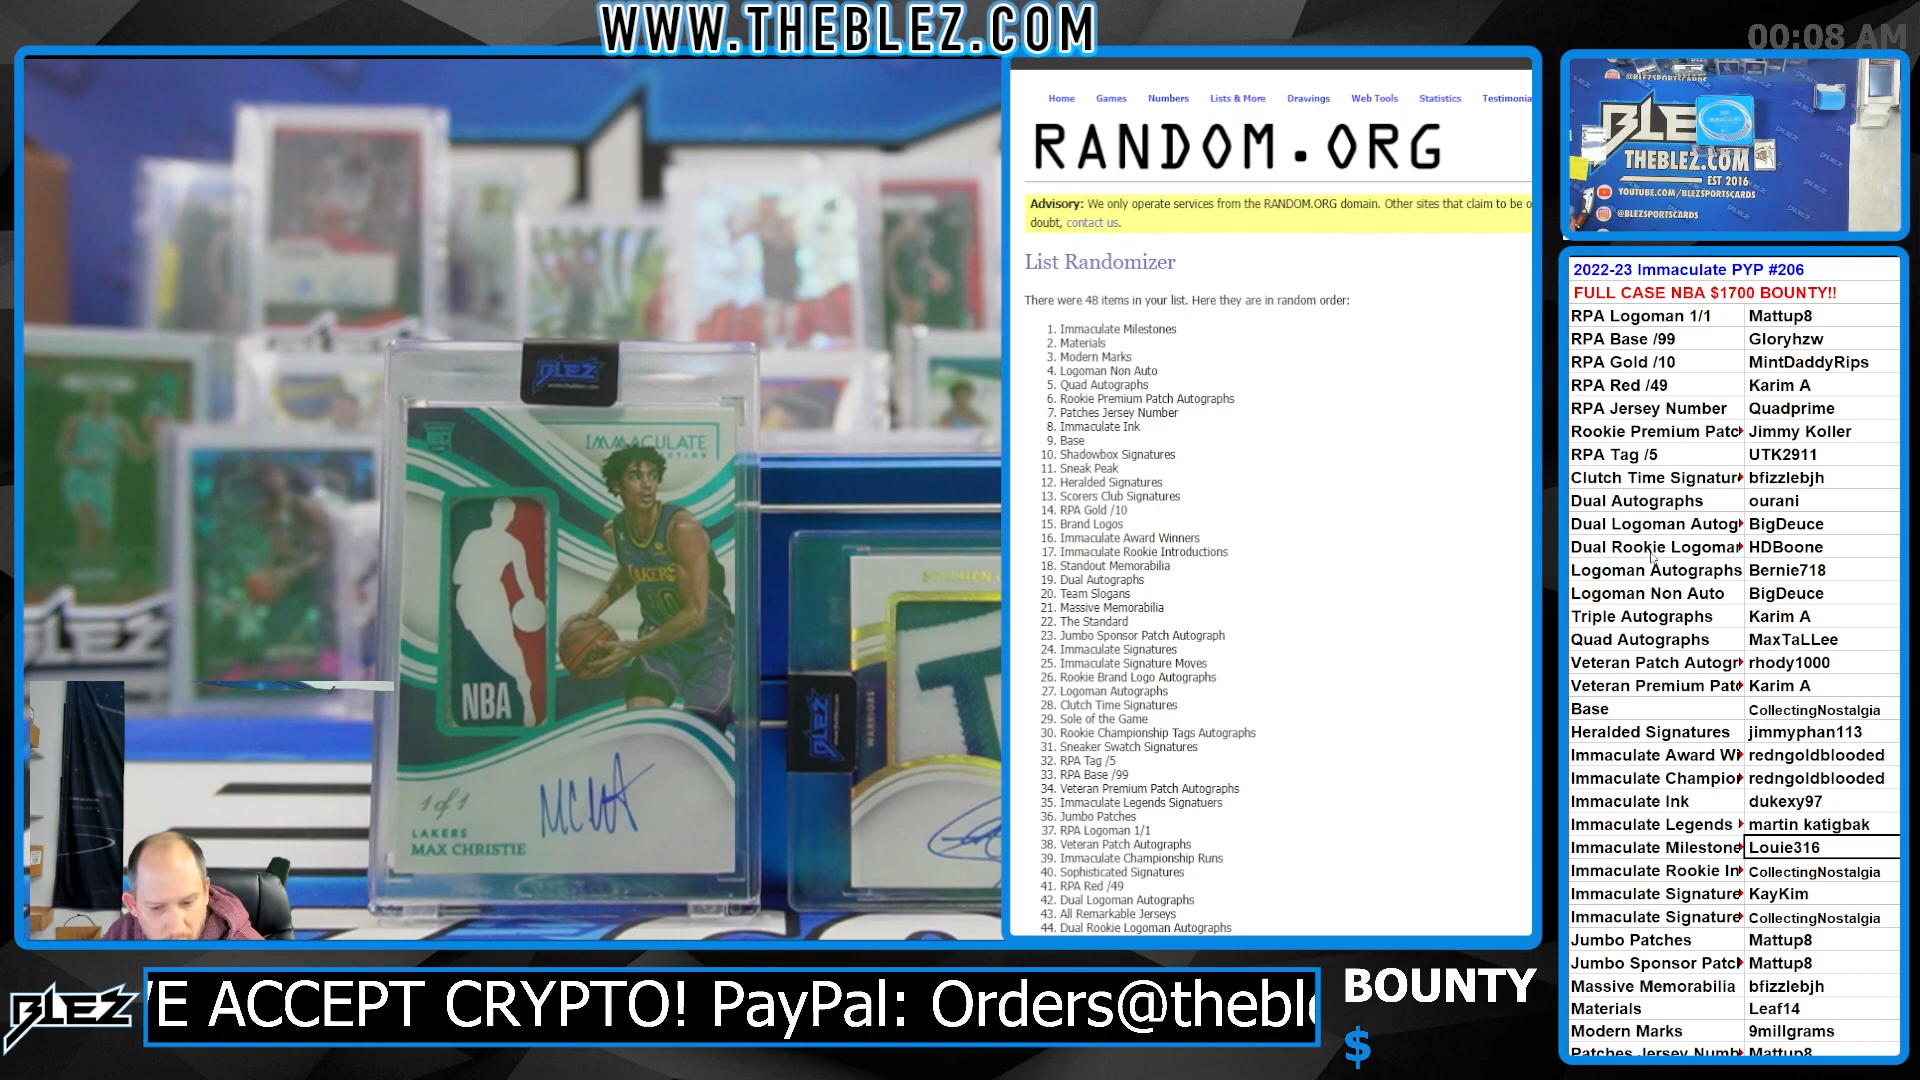 WWW.THEBLEZ.COM
00:08 AM
Home Games Numbers Lists & More Drawings Web Tools Statistics Testimonia
RANDOM.ORG
Advisory: We only operate services from the RANDOM.ORG domain. Other sites that claim to be o
doubt, contact us.
List Randomizer
There were 48 items in your list. Here they are in random order:
1. Immaculate Milestones
2. Materials
3. Modern Marks
4. Logoman Non Auto
5. Quad Autographs
6. Rookie Premium Patch Autographs
7. Patches Jersey Number
8. Immaculate Ink
9. Base
10. Shadowbox Signatures
11. Sneak Peak
12. Heralded Signatures
13. Scorers Club Signatures
14. RPA Gold /10
15. Brand Logos
16. Immaculate Award Winners
17. Immaculate Rookie Introductions
18. Standout Memorabilia
19. Dual Autographs
20. Team Slogans
21. Massive Memorabilia
22. The Standard
23. Jumbo Sponsor Patch Autograph
24. Immaculate Signatures
25. Immaculate Signature Moves
26. Rookie Brand Logo Autographs
27. Logoman Autographs
28. Clutch Time Signatures
29. Sole of the Game
30. Rookie Championship Tags Autographs
31. Sneaker Swatch Signatures
32. RPA Tag /5
33. RPA Base /99
34. Veteran Premium Patch Autographs
35. Immaculate Legends Signatuers
36. Jumbo Patches
37. RPA Logoman 1/1
38. Veteran Patch Autographs
39. Immaculate Championship Runs
40. Sophisticated Signatures
41. RPA Red /49
42. Dual Logoman Autographs
43. All Remarkable Jerseys
44. Dual Rookie Logoman Autographs
BLEZ
IMMACULATE
LAKERS
10
NBA
1 of 1
LAKERS
MAX CHRISTIE
BLEZ
WARRIORS
STEPHEN
@BLEZSPORTSCARDS
BLE
THEBLEZ.COM
EST 2016
YOUTUBE.COM/BLEZSPORTSCARDS
@BLEZSPORTSCARDS
2022-23 Immaculate PYP #206
FULL CASE NBA $1700 BOUNTY!!
RPA Logoman 1/1 Mattup8
RPA Base /99 Gloryhzw
RPA Gold /10 MintDaddyRips
RPA Red /49 Karim A
RPA Jersey Number Quadprime
Rookie Premium Patc Jimmy Koller
RPA Tag /5 UTK2911
Clutch Time Signatur bfizzlebjh
Dual Autographs ourani
Dual Logoman Autog BigDeuce
Dual Rookie Logomar HDBoone
Logoman Autographs Bernie718
Logoman Non Auto BigDeuce
Triple Autographs Karim A
Quad Autographs MaxTaLLee
Veteran Patch Autogr rhody1000
Veteran Premium Pat Karim A
Base CollectingNostalgia
Heralded Signatures jimmyphan113
Immaculate Award Wi redngoldblooded
Immaculate Champio redngoldblooded
Immaculate Ink dukexy97
Immaculate Legends martin katigbak
Immaculate Milestone Louie316
Immaculate Rookie In CollectingNostalgia
Immaculate Signature KayKim
Immaculate Signature CollectingNostalgia
Jumbo Patches Mattup8
Jumbo Sponsor Patc Mattup8
Massive Memorabilia bfizzlebjh
Materials Leaf14
Modern Marks 9millgrams
Patches Jersey Numb Mattup8
BLEZ
E ACCEPT CRYPTO! PayPal: Orders@theble
BOUNTY
$